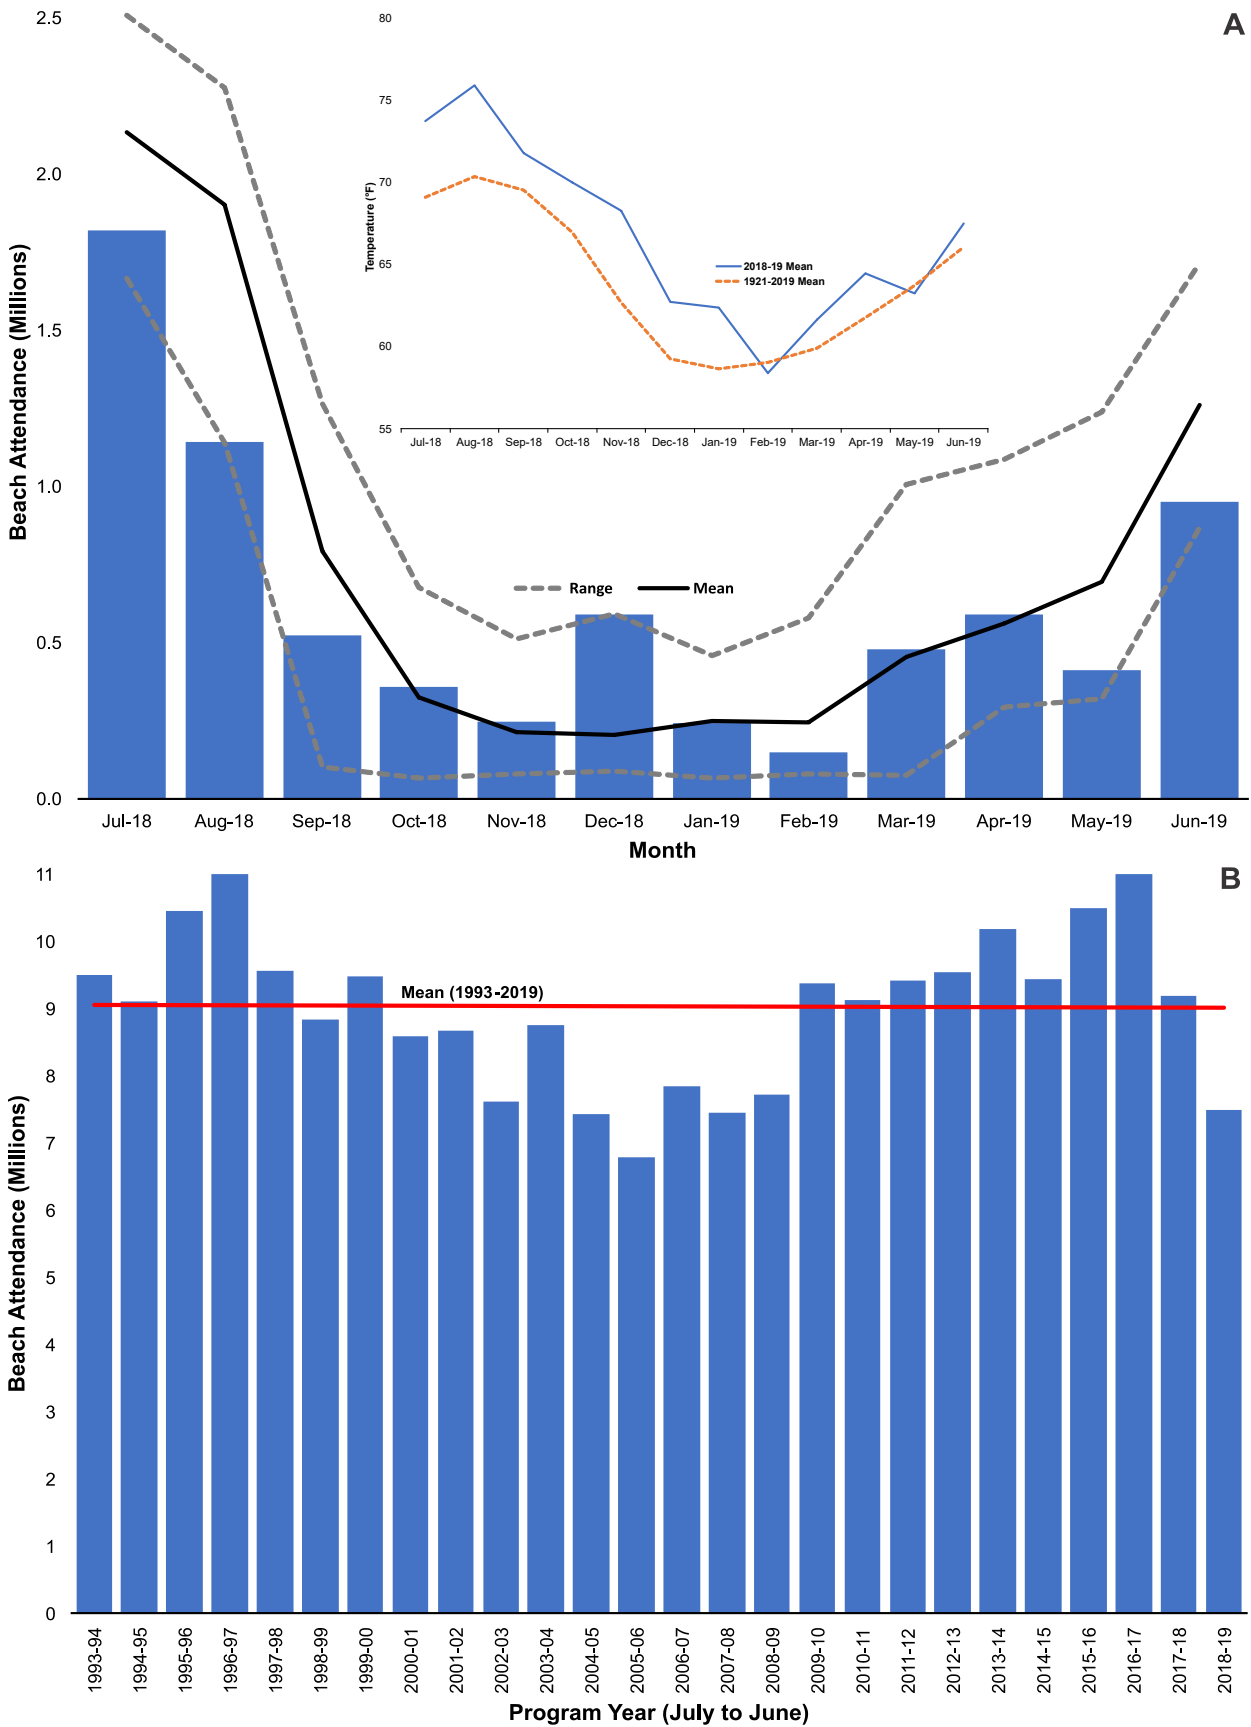 A
2.5
2.0
1.5
1.0
0.5
0.0
Beach Attendance (Millions)
80
75
70
65
60
55
Temperature (°F)
2018-19 Mean
1921-2019 Mean
Jul-18 Aug-18 Sep-18 Oct-18 Nov-18 Dec-18 Jan-19 Feb-19 Mar-19 Apr-19 May-19 Jun-19
Range Mean
Jul-18 Aug-18 Sep-18 Oct-18 Nov-18 Dec-18 Jan-19 Feb-19 Mar-19 Apr-19 May-19 Jun-19
Month
B
11
10
9
8
7
6
5
4
3
2
1
0
Beach Attendance (Millions)
Mean (1993-2019)
1993-94 1994-95 1995-96 1996-97 1997-98 1998-99 1999-00 2000-01 2001-02 2002-03 2003-04 2004-05 2005-06 2006-07 2007-08 2008-09 2009-10 2010-11 2011-12 2012-13 2013-14 2014-15 2015-16 2016-17 2017-18 2018-19
Program Year (July to June)